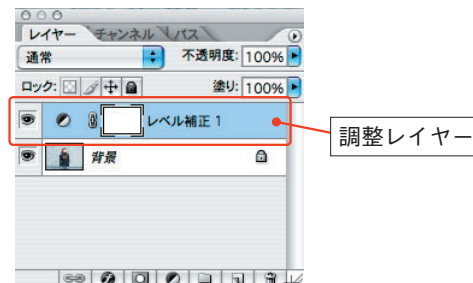 レイヤー チャンネル パス
通常 不透明度: 100%
ロック: 塗り: 100%
レベル補正 1
調整レイヤー
背景